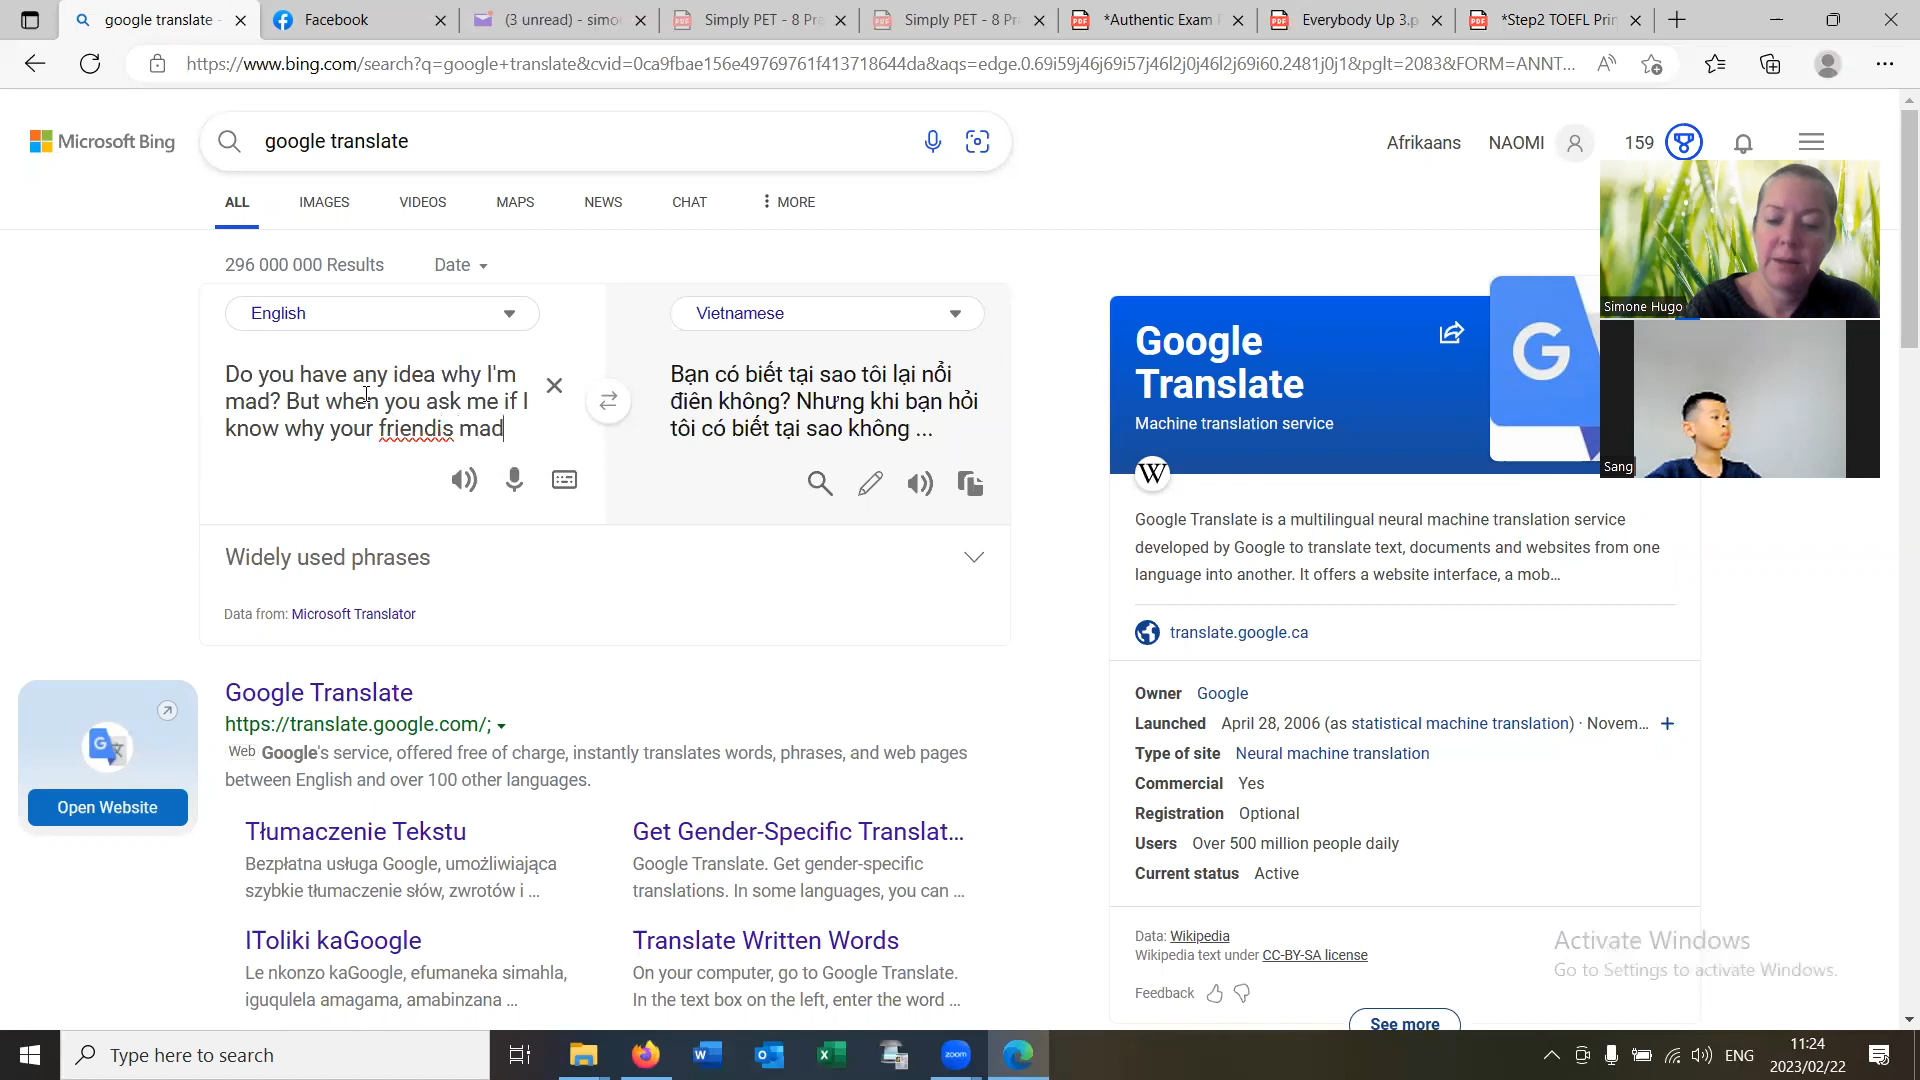 google translate -
Facebook
(3 unread) - simo
Simply PET - 8 Pra
Simply PET - 8 Pr
*Authentic Exam
Everybody Up 3.p
*Step2 TOEFL Prin
https://www.bing.com/search?q=google+translate&cvid=0ca9fbae156e49769761f413718644da&aqs=edge.0.69i59j46j69i57j46l2j0j46l2j69i60.2481j0j1&pglt=2083&FORM=ANNT...
Microsoft Bing
google translate
Afrikaans
NAOMI
159
ALL
IMAGES
VIDEOS
MAPS
NEWS
CHAT
MORE
296 000 000 Results
Date
English
Vietnamese
Do you have any idea why I'm
mad? But when you ask me if I
know why your friendis mad
Bạn có biết tại sao tôi lại nổi
điên không? Nhưng khi bạn hỏi
tôi có biết tại sao không ...
Widely used phrases
Data from: Microsoft Translator
Open Website
Google Translate
https://translate.google.com/;
Web Google's service, offered free of charge, instantly translates words, phrases, and web pages
between English and over 100 other languages.
Tłumaczenie Tekstu
Bezpłatna usługa Google, umożliwiająca
szybkie tłumaczenie słów, zwrotów i ...
Get Gender-Specific Translat...
Google Translate. Get gender-specific
translations. In some languages, you can ...
IToliki kaGoogle
Le nkonzo kaGoogle, efumaneka simahla,
iguqulela amagama, amabinzana ...
Translate Written Words
On your computer, go to Google Translate.
In the text box on the left, enter the word ...
Google
Translate
Machine translation service
G
W
Simone Hugo
Sang
Google Translate is a multilingual neural machine translation service
developed by Google to translate text, documents and websites from one
language into another. It offers a website interface, a mob...
translate.google.ca
Owner Google
Launched April 28, 2006 (as statistical machine translation) · Novem...
Type of site Neural machine translation
Commercial Yes
Registration Optional
Users Over 500 million people daily
Current status Active
Data: Wikipedia
Wikipedia text under CC-BY-SA license
Feedback
See more
Activate Windows
Go to Settings to activate Windows.
Type here to search
zoom
ENG
11:24
2023/02/22